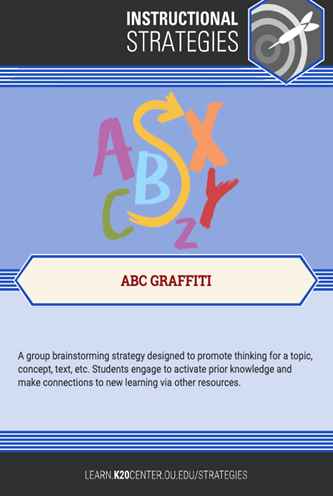 INSTRUCTIONAL
STRATEGIES
A
B
X
C
Y
Z
ABC GRAFFITI
A group brainstorming strategy designed to promote thinking for a topic,
concept, text, etc. Students engage to activate prior knowledge and
make connections to new learning via other resources.
LEARN.K20CENTER.OU.EDU/STRATEGIES